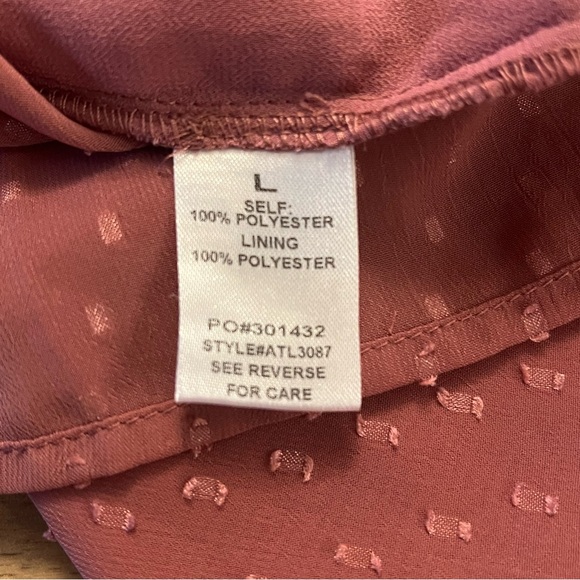 L
SELF:
100% POLYESTER
LINING
100% POLYESTER
PO#301432
STYLE#ATL3087
SEE REVERSE
FOR CARE